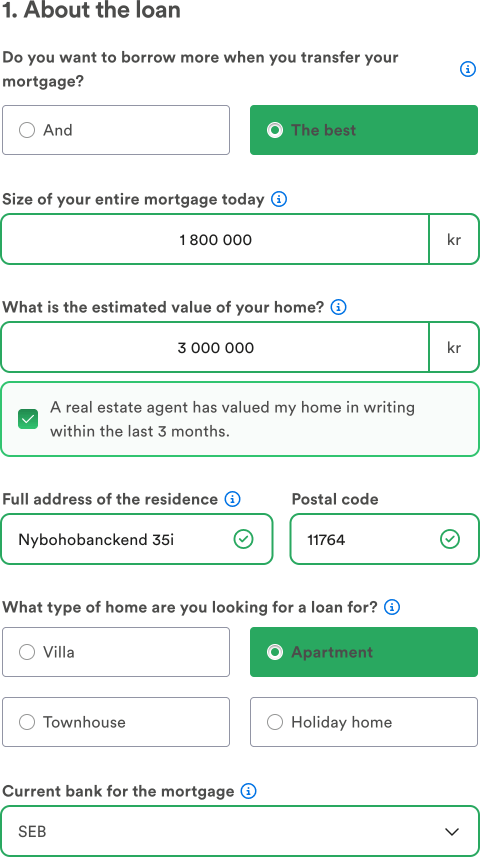 1. About the loan
Do you want to borrow more when you transfer your
mortgage?
And
The best
Size of your entire mortgage today
1 800 000
kr
What is the estimated value of your home?
3 000 000
kr
A real estate agent has valued my home in writing
within the last 3 months.
Full address of the residence
Postal code
Nybohobanckend 35i
11764
What type of home are you looking for a loan for?
Villa
Apartment
Townhouse
Holiday home
Current bank for the mortgage
SEB